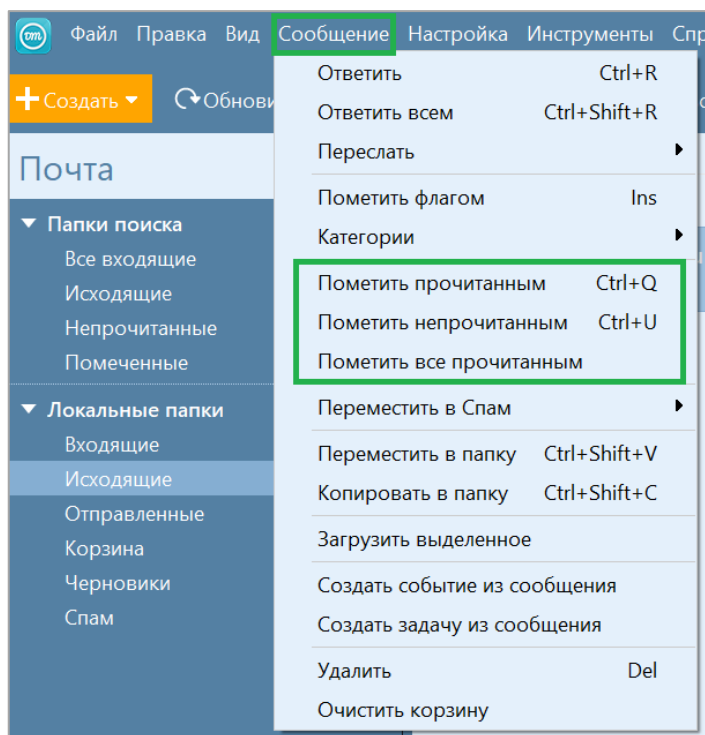 Файл Правка Вид Сообщение Настройка Инструменты
Создать
Почта
Папки поиска
Все входящие
Исходящие
Непрочитанные
Помеченные
Локальные папки
Входящие
Исходящие
Отправленные
Корзина
Черновики
Спам
Ответить Ctrl+R
Ответить всем Ctrl+Shift+R
Переслать
Пометить флагом Ins
Категории
Пометить прочитанным Ctrl+Q
Пометить непрочитанным Ctrl+U
Пометить все прочитанным
Переместить в Спам
Переместить в папку Ctrl+Shift+V
Копировать в папку Ctrl+Shift+C
Загрузить выделенное
Создать событие из сообщения
Создать задачу из сообщения
Удалить Del
Очистить корзину